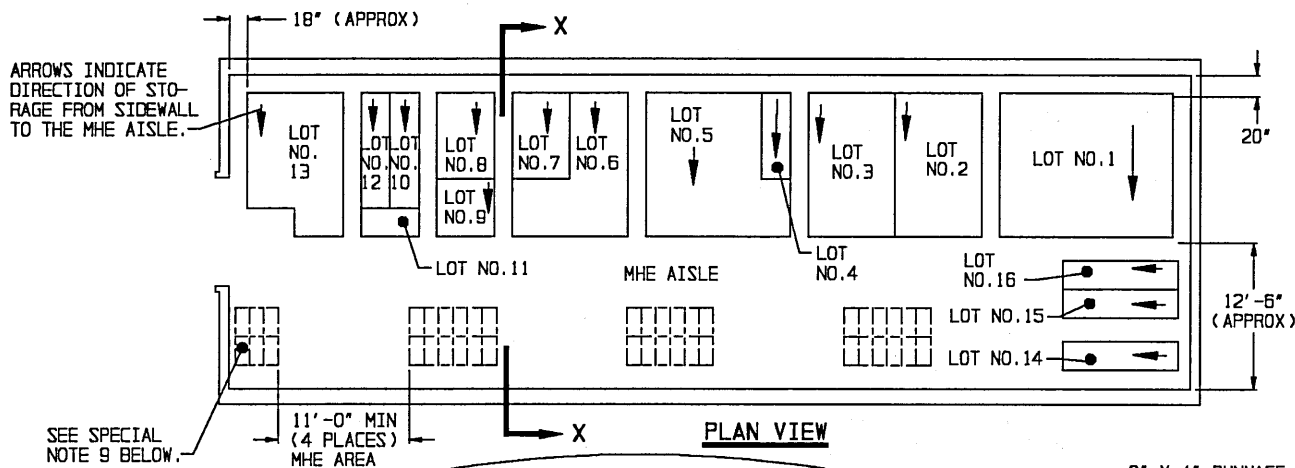 18" (APPROX)
X
ARROWS INDICATE
DIRECTION OF STO-
RAGE FROM SIDEWALL
TO THE MHE AISLE.
20"
LOT
NO.
13
LOT
NO.
12
LOT
NO.
10
LOT
NO.8
LOT
NO.9
LOT
NO.7
LOT
NO.6
LOT
NO.5
LOT
NO.3
LOT
NO.2
LOT NO.1
LOT NO.11
MHE AISLE
LOT
NO.4
LOT
NO.16
LOT NO.15
LOT NO.14
12'-6"
(APPROX)
SEE SPECIAL
NOTE 9 BELOW.
11'-0" MIN
(4 PLACES)
MHE AREA
X
PLAN VIEW